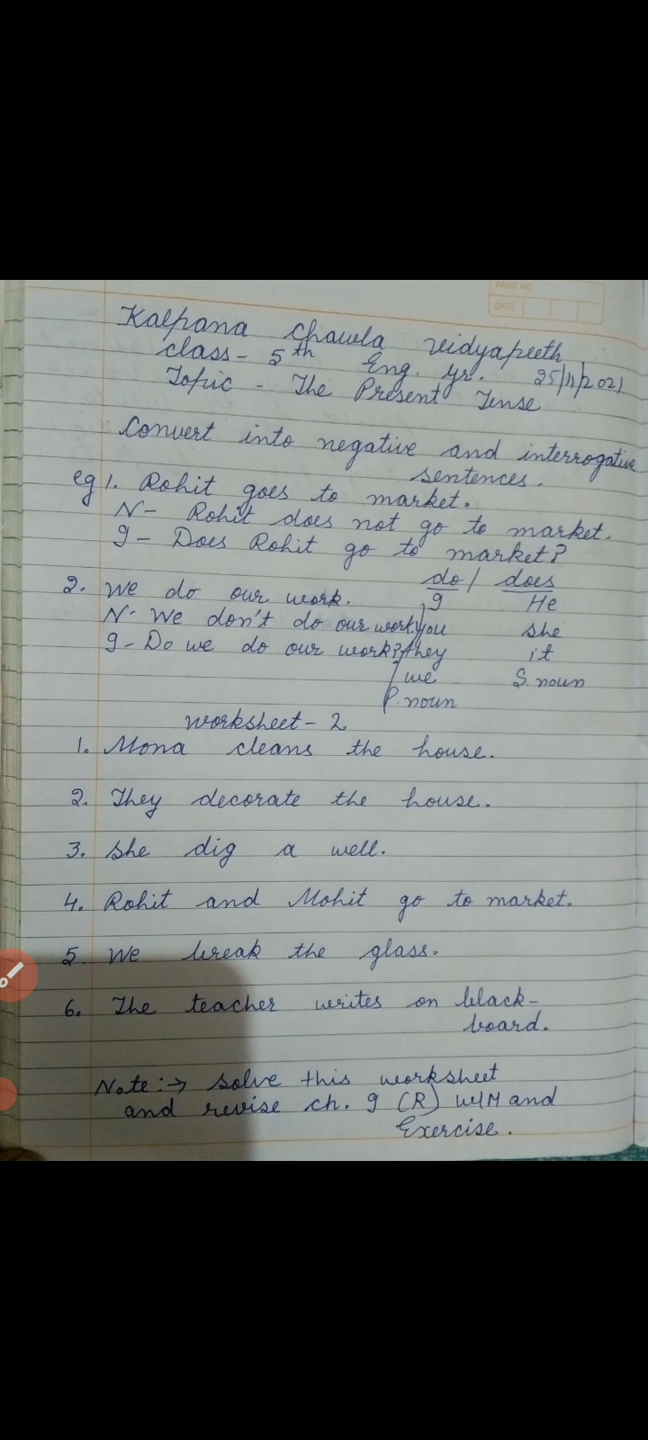 PAGE NO.
DATE
Kalpana Chawla Vidyapeeth
Class - 5th Eng. gr. 25/11/2021
Topic - The Present Tense
Convert into negative and interrogative
sentences.
eg 1. Rohit goes to market.
N - Rohit does not go to market.
I - Does Rohit go to market?
2. We do our work. do / does
N - We don't do our work. I He
I - Do we do our work? you she
they it
we S. noun
P. noun
Worksheet - 2
1. Mona cleans the house.
2. They decorate the house.
3. She dig a well.
4. Rohit and Mohit go to market.
5. We break the glass.
6. The teacher writes on black-
board.
Note :→ Solve this worksheet
and revise ch. 9 (R) W/M and
Exercise.